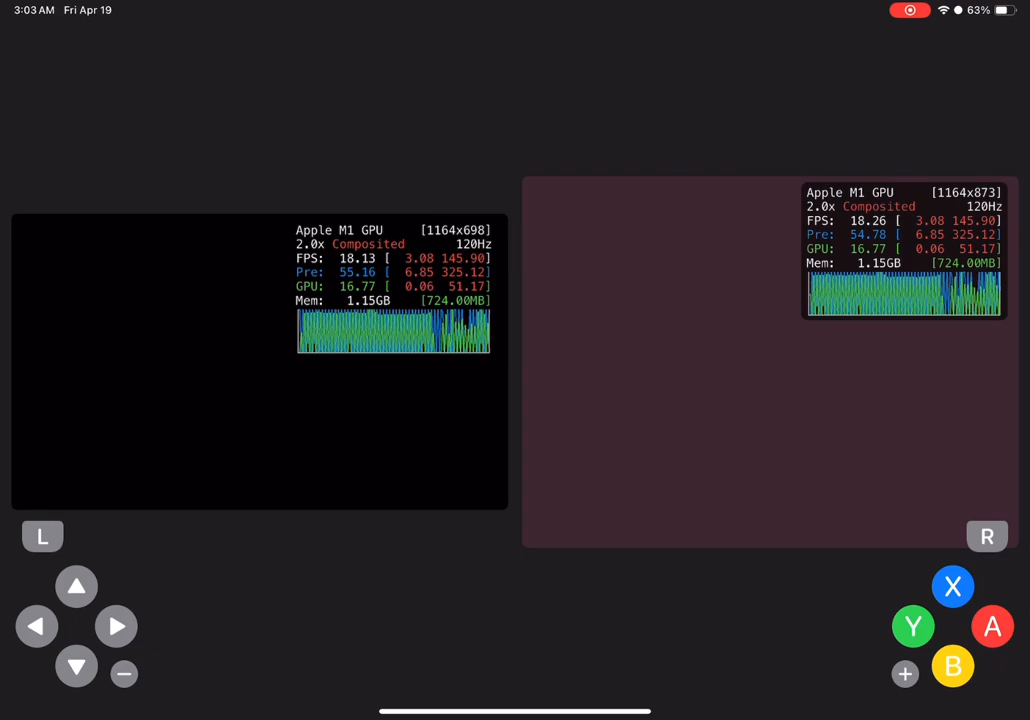 3:03 AM Fri Apr 19
63%
Apple M1 GPU [1164x698]
2.0x Composited 120Hz
FPS: 18.13 [ 3.08 145.90]
Pre: 55.16 [ 6.85 325.12]
GPU: 16.77 [ 0.06 51.17]
Mem: 1.15GB [724.00MB]
Apple M1 GPU [1164x873]
2.0x Composited 120Hz
FPS: 18.26 [ 3.08 145.90]
Pre: 54.78 [ 6.85 325.12]
GPU: 16.77 [ 0.06 51.17]
Mem: 1.15GB [724.00MB]
L
R
X
Y
A
B